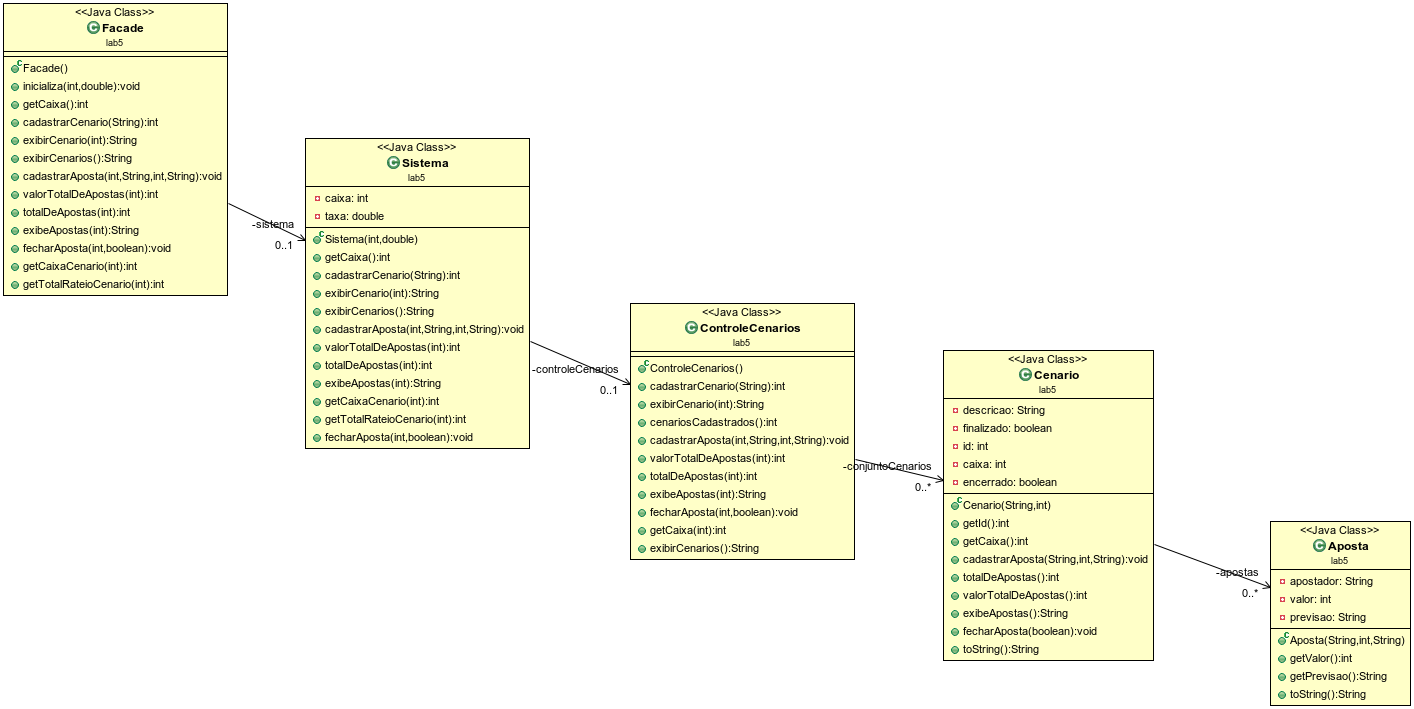 <<Java Class>>
Facade
lab5
Facade()
inicializa(int,double):void
getCaixa():int
cadastrarCenario(String):int
exibirCenario(int):String
exibirCenarios():String
cadastrarAposta(int,String,int,String):void
valorTotalDeApostas(int):int
totalDeApostas(int):int
exibeApostas(int):String
fecharAposta(int,boolean):void
getCaixaCenario(int):int
getTotalRateioCenario(int):int
-sistema
0..1
<<Java Class>>
Sistema
lab5
caixa: int
taxa: double
Sistema(int,double)
getCaixa():int
cadastrarCenario(String):int
exibirCenario(int):String
exibirCenarios():String
cadastrarAposta(int,String,int,String):void
valorTotalDeApostas(int):int
totalDeApostas(int):int
exibeApostas(int):String
getCaixaCenario(int):int
getTotalRateioCenario(int):int
fecharAposta(int,boolean):void
-controleCenarios
0..1
<<Java Class>>
ControleCenarios
lab5
ControleCenarios()
cadastrarCenario(String):int
exibirCenario(int):String
cenariosCadastrados():int
cadastrarAposta(int,String,int,String):void
valorTotalDeApostas(int):int
totalDeApostas(int):int
exibeApostas(int):String
fecharAposta(int,boolean):void
getCaixa(int):int
exibirCenarios():String
-conjuntoCenarios
0..*
<<Java Class>>
Cenario
lab5
descricao: String
finalizado: boolean
id: int
caixa: int
encerrado: boolean
Cenario(String,int)
getId():int
getCaixa():int
cadastrarAposta(String,int,String):void
totalDeApostas():int
valorTotalDeApostas():int
exibeApostas():String
fecharAposta(boolean):void
toString():String
-apostas
0..*
<<Java Class>>
Aposta
lab5
apostador: String
valor: int
previsao: String
Aposta(String,int,String)
getValor():int
getPrevisao():String
toString():String